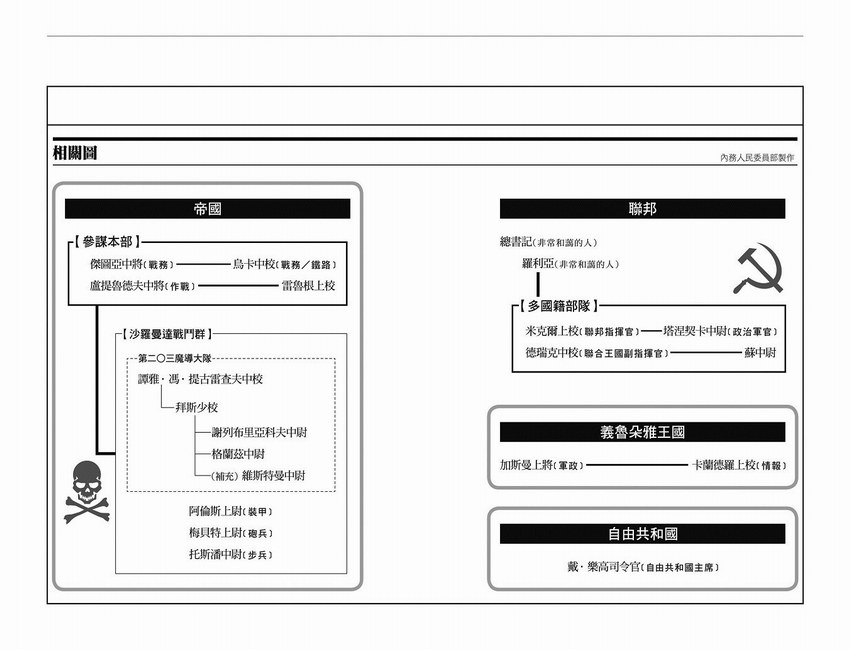 相關圖
內務人民委員部製作
帝國
【參謀本部】
傑圖亞中將(戰務) 烏卡中校(戰務／鐵路)
盧提魯德夫中將(作戰) 雷魯根上校
【沙羅曼達戰鬥群】
第二〇三魔導大隊
譚雅・馮・提古雷查夫中校
拜斯少校
謝列布里亞科夫中尉
格蘭茲中尉
(補充) 維斯特曼中尉
阿倫斯上尉(裝甲)
梅貝特上尉(砲兵)
托斯潘中尉(步兵)
聯邦
總書記(非常和藹的人)
羅利亞(非常和藹的人)
【多國籍部隊】
米克爾上校(聯邦指揮官) 塔涅契卡中尉(政治軍官)
德瑞克中校(聯合王國副指揮官) 蘇中尉
義魯朵雅王國
加斯曼上將(軍政) 卡蘭德羅上校(情報)
自由共和國
戴・樂高司令官(自由共和國主席)